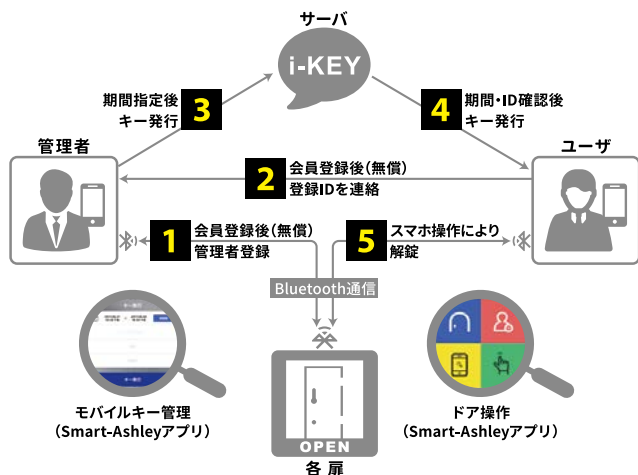 サーバ
i-KEY
期間指定後
キー発行
3
4
期間・ID確認後
キー発行
管理者
ユーザ
2
会員登録後(無償)
登録IDを連絡
1
会員登録後(無償)
管理者登録
5
スマホ操作により
解錠
Bluetooth通信
キー発行
モバイルキー管理
(Smart-Ashleyアプリ)
OPEN
各扉
ドア操作
(Smart-Ashleyアプリ)